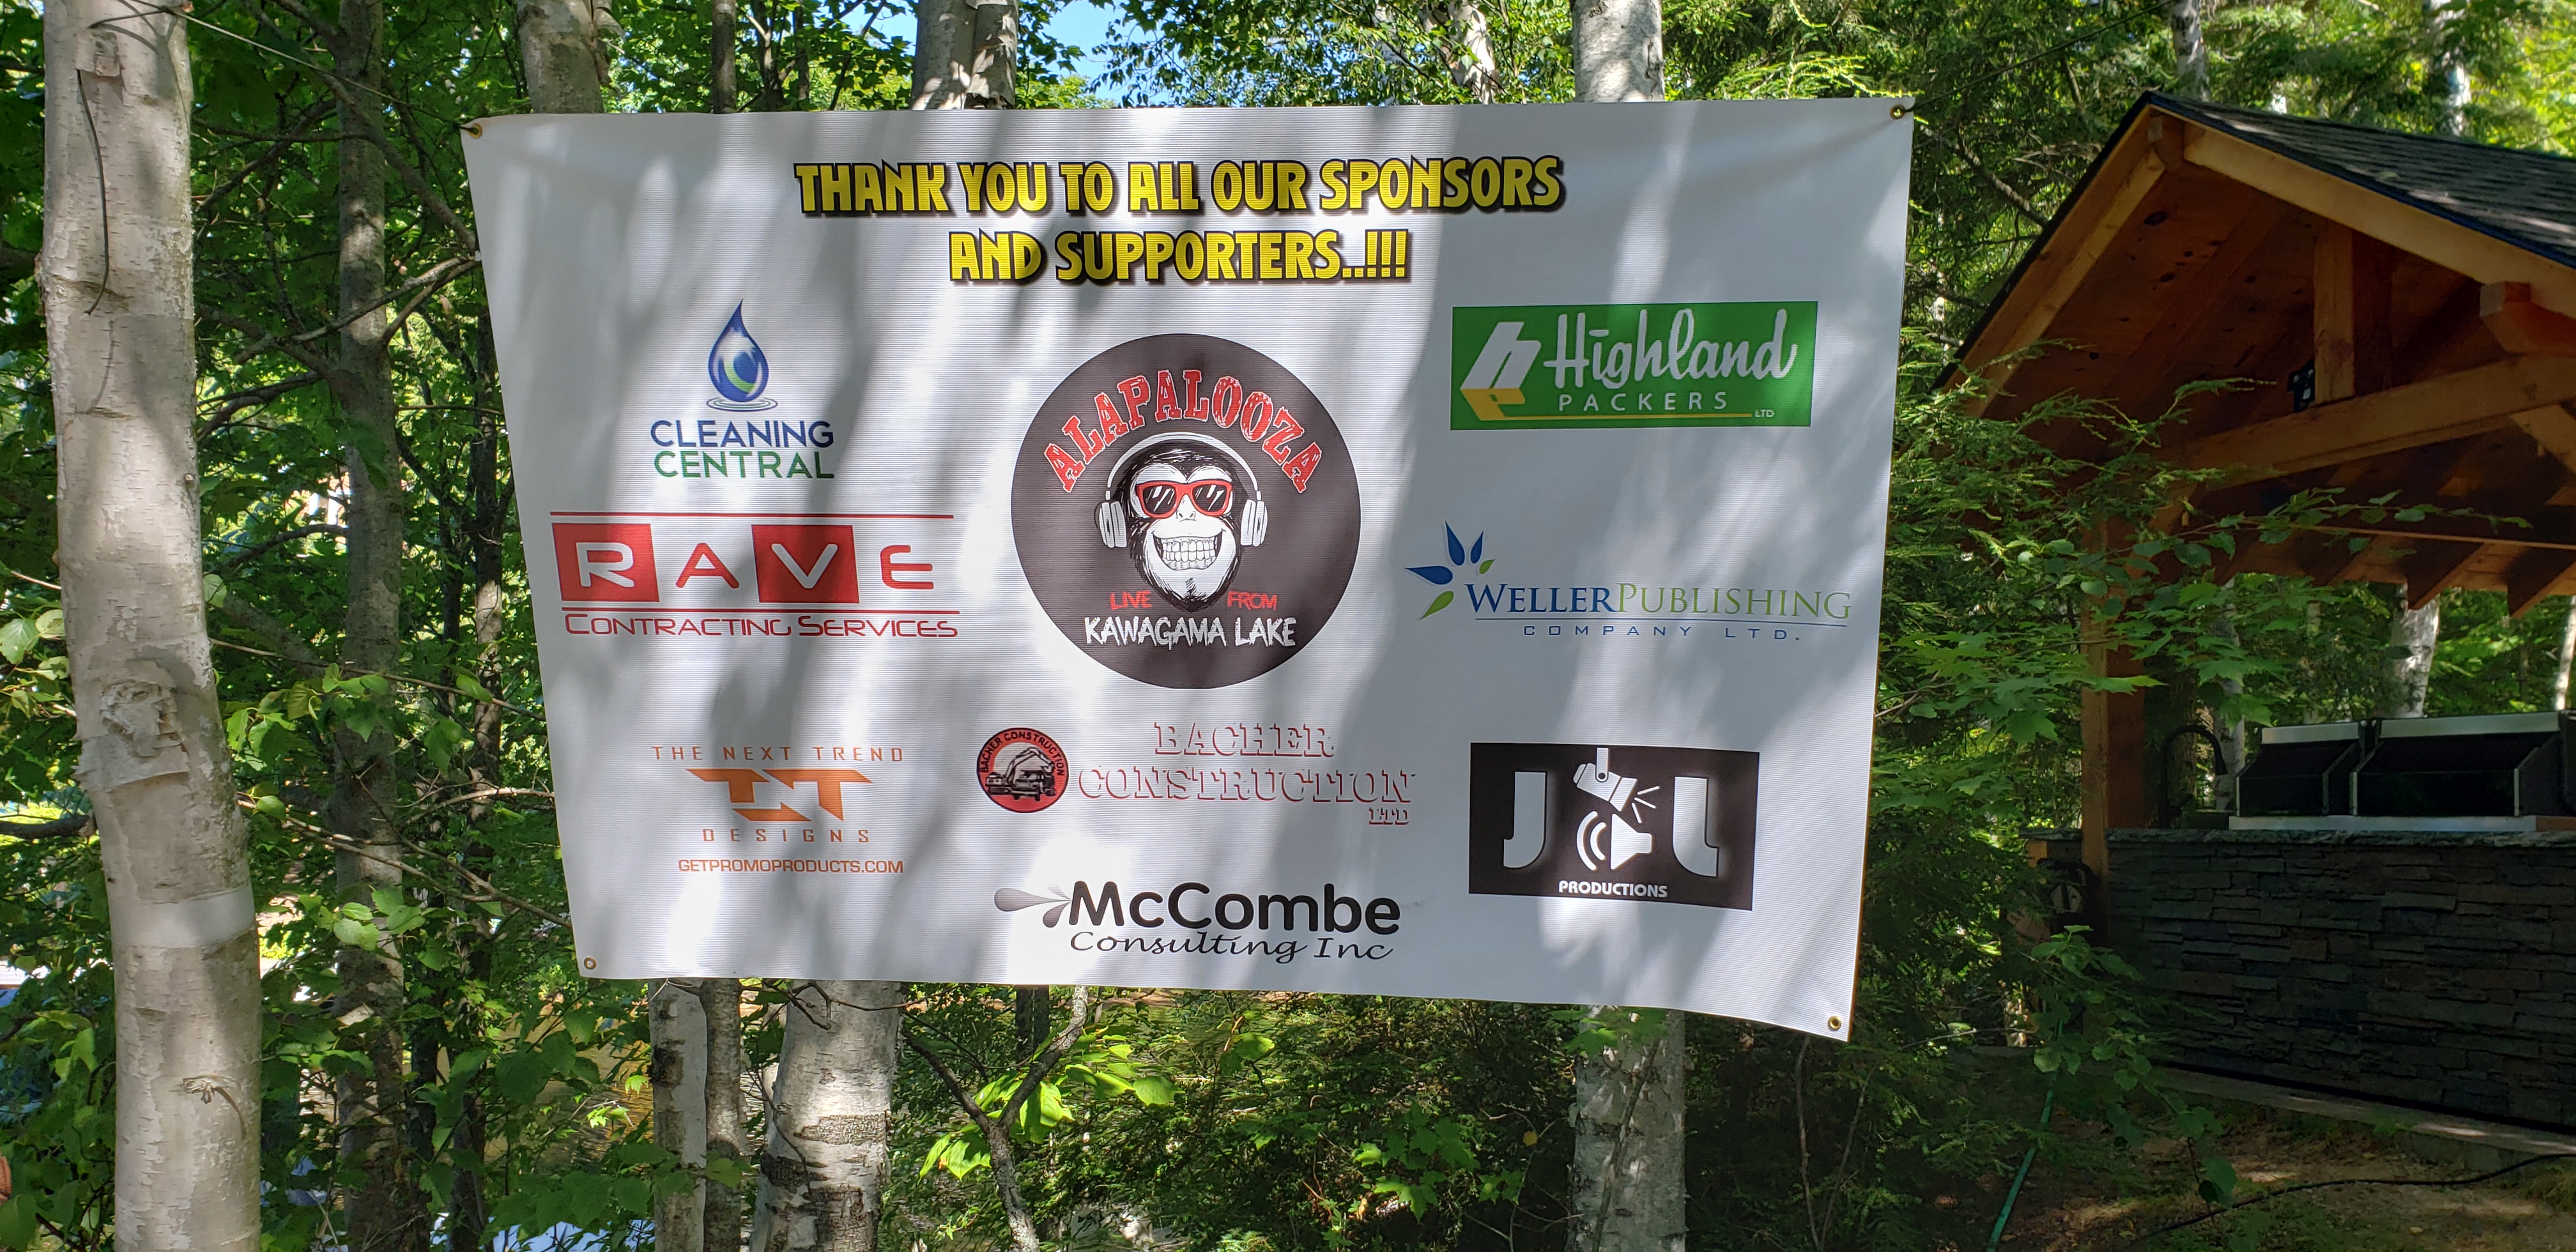 THANK YOU TO ALL OUR SPONSORS
AND SUPPORTERS..!!!
CLEANING
CENTRAL
RAVE
CONTRACTING SERVICES
THE NEXT TREND
TNT
DESIGNS
GETPROMOPRODUCTS.COM
ALAPALOOZA
LIVE FROM
KAWAGAMA LAKE
BACHER CONSTRUCTION
BACHER
CONSTRUCTION
LTD
McCombe
Consulting Inc
Highland
PACKERS
LTD
WELLERPUBLISHING
COMPANY LTD.
JL
PRODUCTIONS